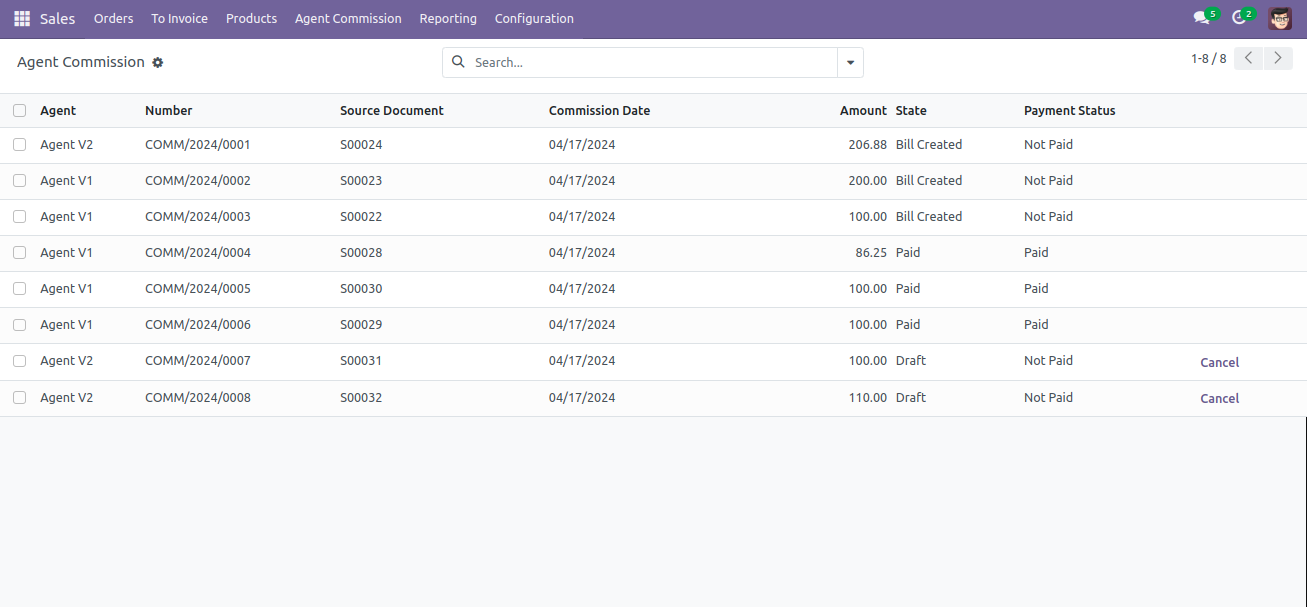 Sales Orders To Invoice Products Agent Commission Reporting Configuration 5 2
Agent Commission Search... 1-8 / 8
Agent Number Source Document Commission Date Amount State Payment Status
Agent V2 COMM/2024/0001 S00024 04/17/2024 206.88 Bill Created Not Paid
Agent V1 COMM/2024/0002 S00023 04/17/2024 200.00 Bill Created Not Paid
Agent V1 COMM/2024/0003 S00022 04/17/2024 100.00 Bill Created Not Paid
Agent V1 COMM/2024/0004 S00028 04/17/2024 86.25 Paid Paid
Agent V1 COMM/2024/0005 S00030 04/17/2024 100.00 Paid Paid
Agent V1 COMM/2024/0006 S00029 04/17/2024 100.00 Paid Paid
Agent V2 COMM/2024/0007 S00031 04/17/2024 100.00 Draft Not Paid Cancel
Agent V2 COMM/2024/0008 S00032 04/17/2024 110.00 Draft Not Paid Cancel